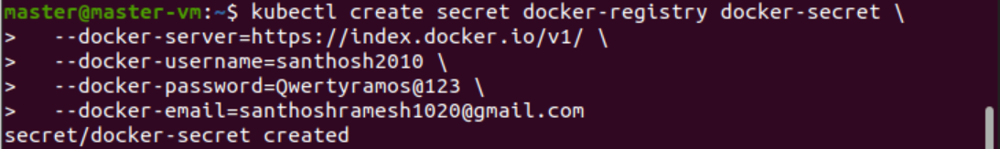 master@master-vm:~$ kubectl create secret docker-registry docker-secret \
>   --docker-server=https://index.docker.io/v1/ \
>   --docker-username=santhosh2010 \
>   --docker-password=Qwertyramos@123 \
>   --docker-email=santhoshramesh1020@gmail.com
secret/docker-secret created